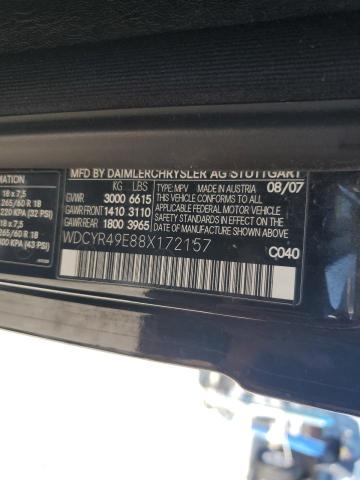 MFD BY DAIMLERCHRYSLER AG STUTTGART
KG LBS TYPE: MPV MADE IN AUSTRIA 08/07
GVWR 3000 6615 THIS VEHICLE CONFORMS TO ALL
GAWR FRONT 1410 3110 APPLICABLE FEDERAL MOTOR VEHICLE
GAWR REAR 1800 3965 SAFETY STANDARDS IN EFFECT ON THE
DATE OF MANUFACTURE SHOWN ABOVE
WDCYR49E88X172157 C040
MATION
18 x 7,5
265/60 R 18
220 KPA (32 PSI)
18 x 7,5
265/60 R 18
300 KPA (43 PSI)